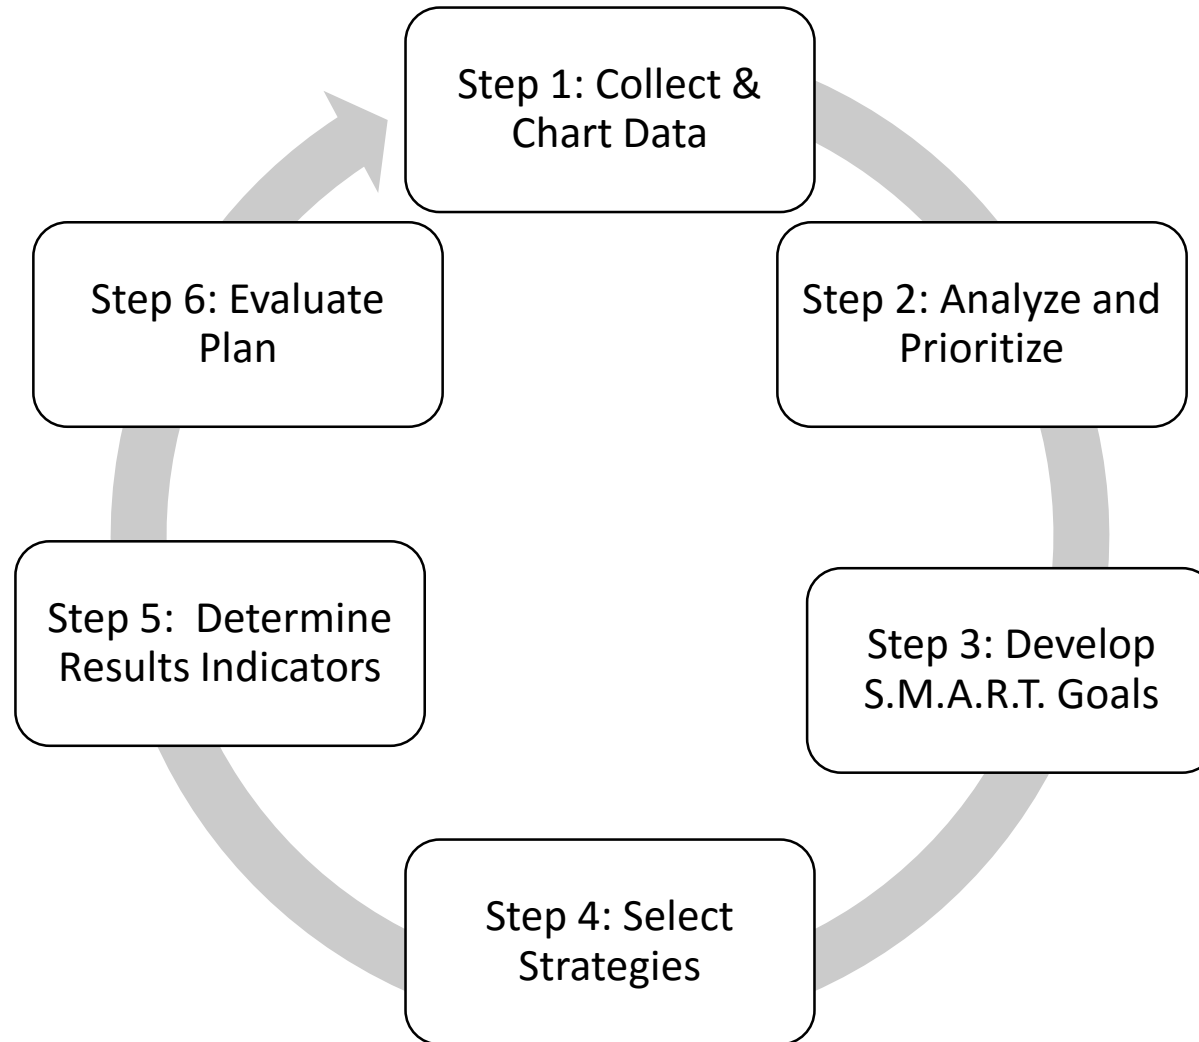 Step 1: Collect &
Chart Data
Step 2: Analyze and
Prioritize
Step 3: Develop
S.M.A.R.T. Goals
Step 4: Select
Strategies
Step 5:  Determine
Results Indicators
Step 6: Evaluate
Plan